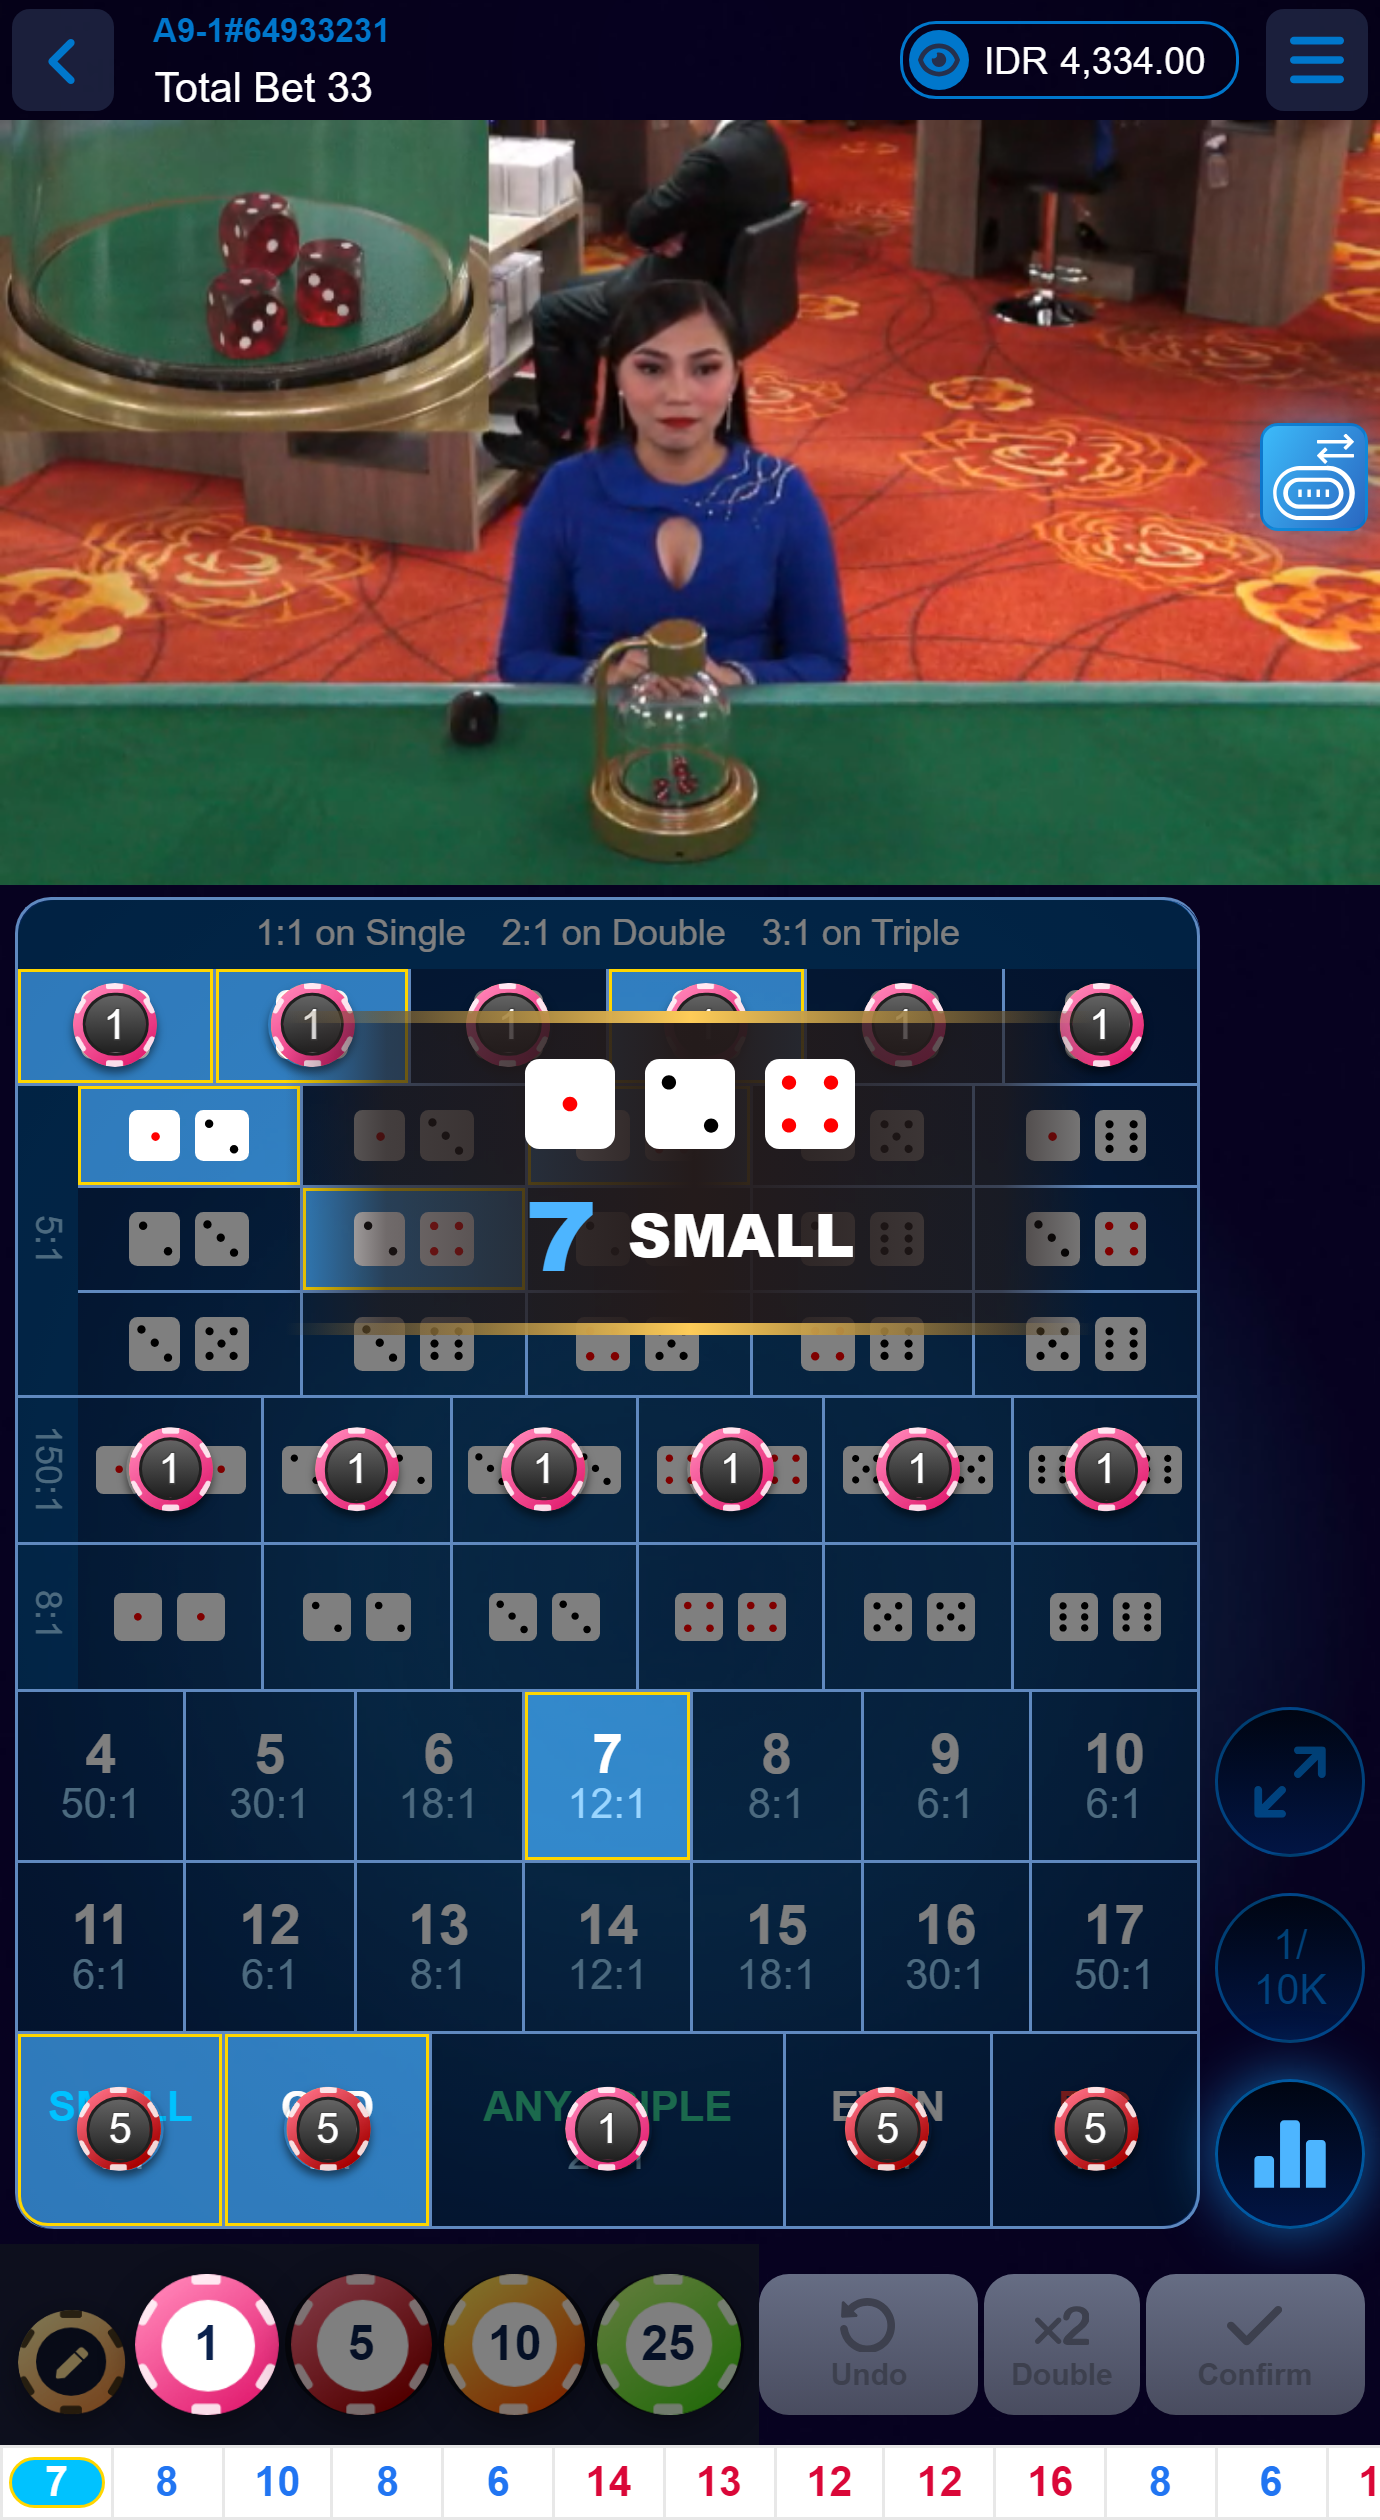 A9-1#64933231
Total Bet 33
IDR 4,334.00
1:1 on Single 2:1 on Double 3:1 on Triple
1 1 1 1 1 1
5:1
7 SMALL
150:1
1 1 1 1 1 1
8:1
4 5 6 7 8 9 10
50:1 30:1 18:1 12:1 8:1 6:1 6:1
11 12 13 14 15 16 17
6:1 6:1 8:1 12:1 18:1 30:1 50:1
1/
10K
5 5 1 5 5
1 5 10 25
x2
Undo Double Confirm
7 8 10 8 6 14 13 12 12 16 8 6 1